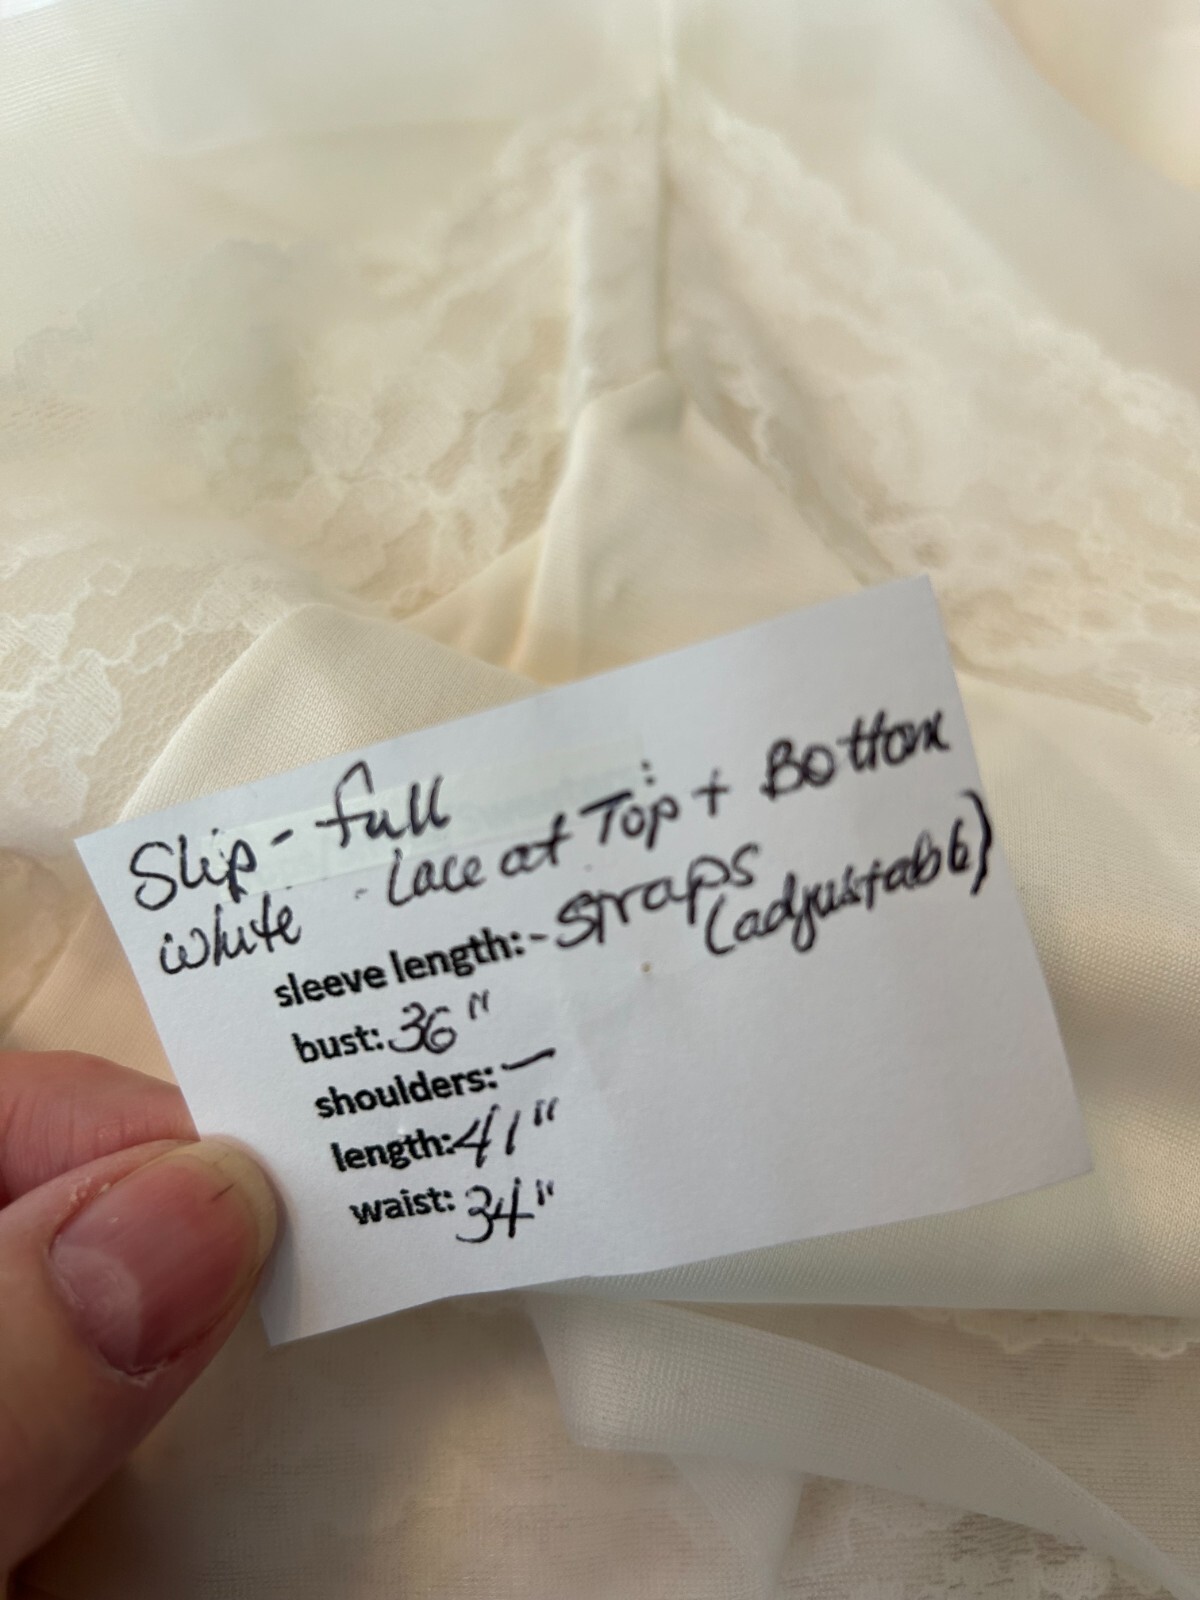 Slip - full
white - Lace at Top + Bottom
sleeve length: - straps
(adjustable)
bust: 36"
shoulders: —
length: 41"
waist: 34"